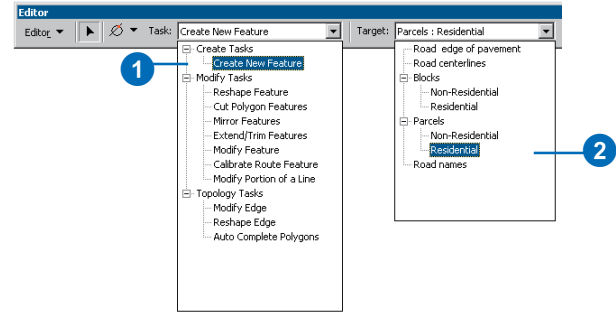 Editor
Editor Task: Create New Feature Target: Parcels : Residential
Create Tasks
Create New Feature
Modify Tasks
Reshape Feature
Cut Polygon Features
Mirror Features
Extend/Trim Features
Modify Feature
Calibrate Route Feature
Modify Portion of a Line
Topology Tasks
Modify Edge
Reshape Edge
Auto Complete Polygons
1
Road edge of pavement
Road centerlines
Blocks
Non-Residential
Residential
Parcels
Non-Residential
Residential
Road names
2